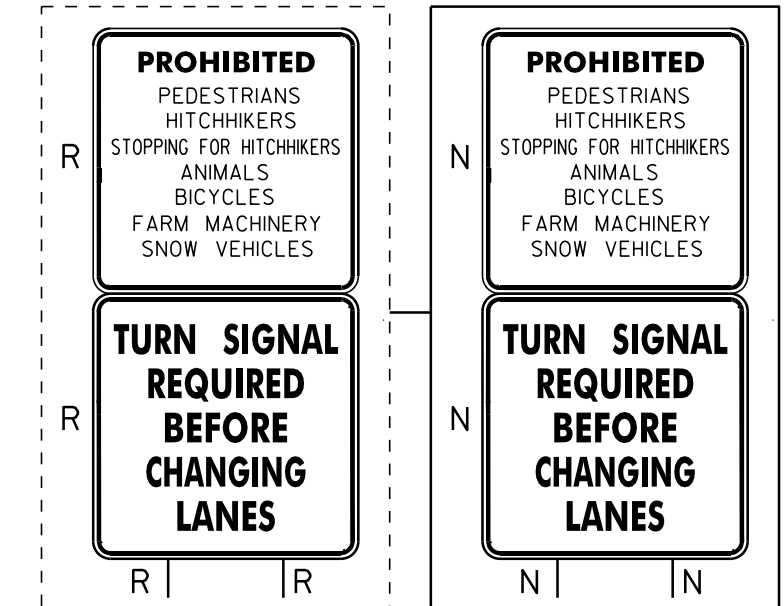 PROHIBITED
PEDESTRIANS
HITCHHIKERS
STOPPING FOR HITCHHIKERS
ANIMALS
BICYCLES
FARM MACHINERY
SNOW VEHICLES
R
TURN SIGNAL
REQUIRED
BEFORE
CHANGING
LANES
R
R R
PROHIBITED
PEDESTRIANS
HITCHHIKERS
STOPPING FOR HITCHHIKERS
ANIMALS
BICYCLES
FARM MACHINERY
SNOW VEHICLES
N
TURN SIGNAL
REQUIRED
BEFORE
CHANGING
LANES
N
N N